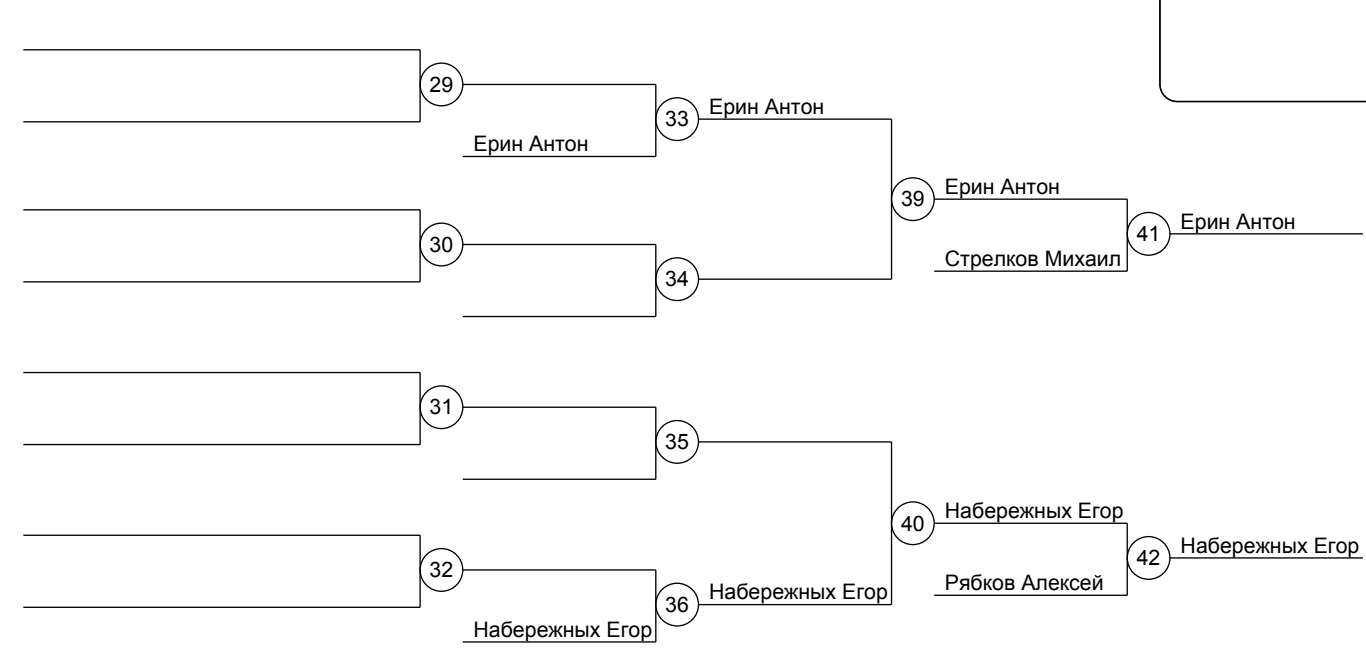 29
33 Ерин Антон
Ерин Антон
39 Ерин Антон
41 Ерин Антон
30
Стрелков Михаил
34
31
35
40 Набережных Егор
42 Набережных Егор
32
Рябков Алексей
36 Набережных Егор
Набережных Егор